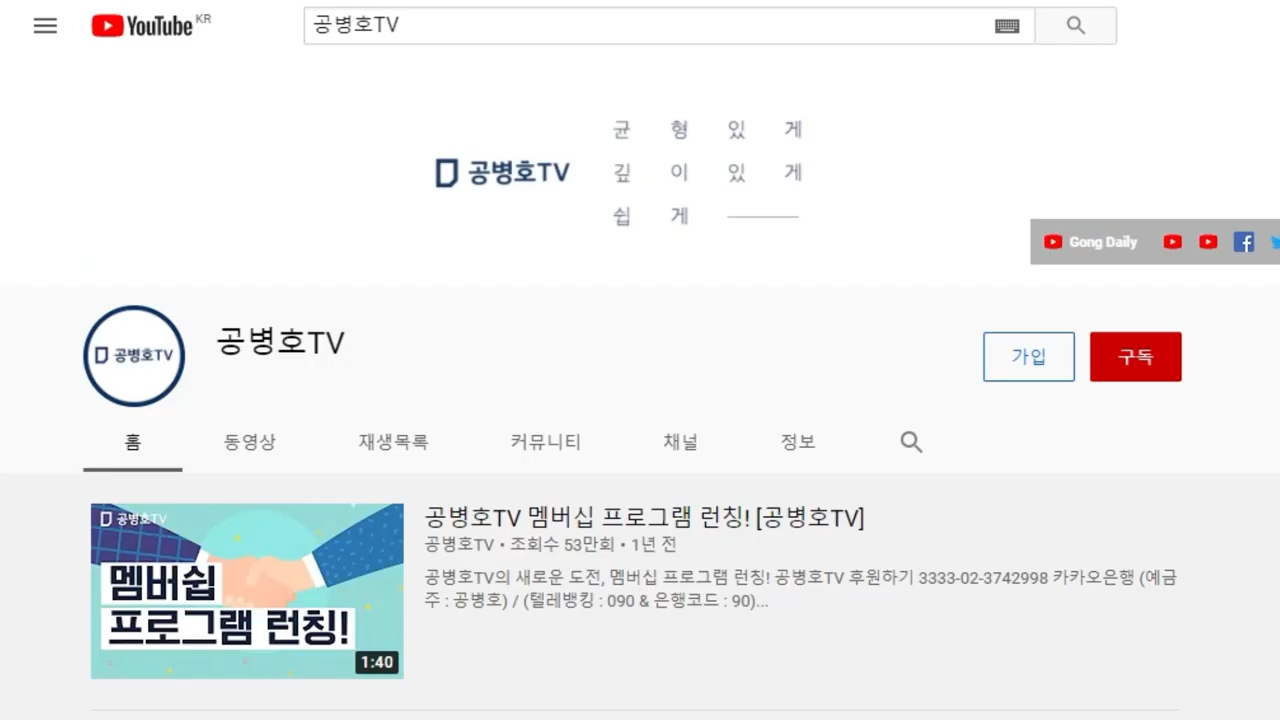 YouTube KR
공병호TV
공병호TV
균 형 있 게
깊 이 있 게
쉽 게
Gong Daily
공병호TV
공병호TV
가입
구독
홈
동영상
재생목록
커뮤니티
채널
정보
공병호TV
멤버쉽
프로그램 런칭!
1:40
공병호TV 멤버십 프로그램 런칭! [공병호TV]
공병호TV • 조회수 53만회 • 1년 전
공병호TV의 새로운 도전, 멤버십 프로그램 런칭! 공병호TV 후원하기 3333-02-3742998 카카오은행 (예금
주 : 공병호) / (텔레뱅킹 : 090 & 은행코드 : 90)...